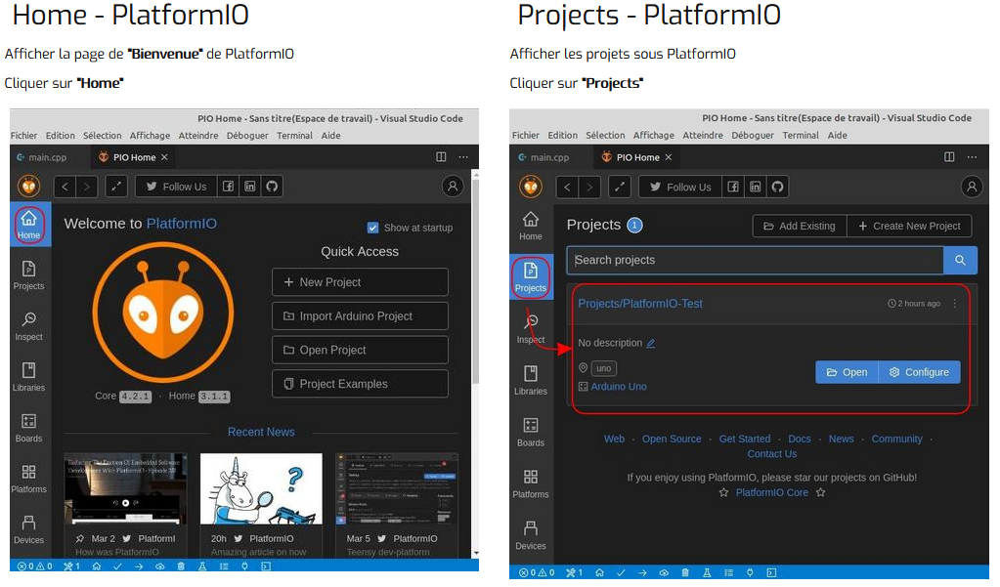 Home - PlatformIO
Afficher la page de "Bienvenue" de PlatformIO
Cliquer sur "Home"
PIO Home - Sans titre(Espace de travail) - Visual Studio Code
Fichier Edition Sélection Affichage Atteindre Déboguer Terminal Aide
main.cpp PIO Home ×
Follow Us
Home
Projects
Inspect
Libraries
Boards
Platforms
Devices
Welcome to PlatformIO
Show at startup
Quick Access
New Project
Import Arduino Project
Open Project
Project Examples
Core 4.2.1 · Home 3.1.1
Recent News
Mar 2 PlatformI
How was PlatformIO
20h PlatformIO
Amazing article on how
Mar 5 PlatformIO
Teensy dev-platform
0 0 1
Projects - PlatformIO
Afficher les projets sous PlatformIO
Cliquer sur "Projects"
PIO Home - Sans titre(Espace de travail) - Visual Studio Code
Fichier Edition Sélection Affichage Atteindre Déboguer Terminal Aide
main.cpp PIO Home ×
Follow Us
Home
Projects
Inspect
Libraries
Boards
Platforms
Devices
Projects 1
Add Existing
+ Create New Project
Search projects
Projects/PlatformIO-Test
2 hours ago
No description
uno
Arduino Uno
Open
Configure
Web · Open Source · Get Started · Docs · News · Community ·
Contact Us
If you enjoy using PlatformIO, please star our projects on GitHub!
PlatformIO Core
0 0 1